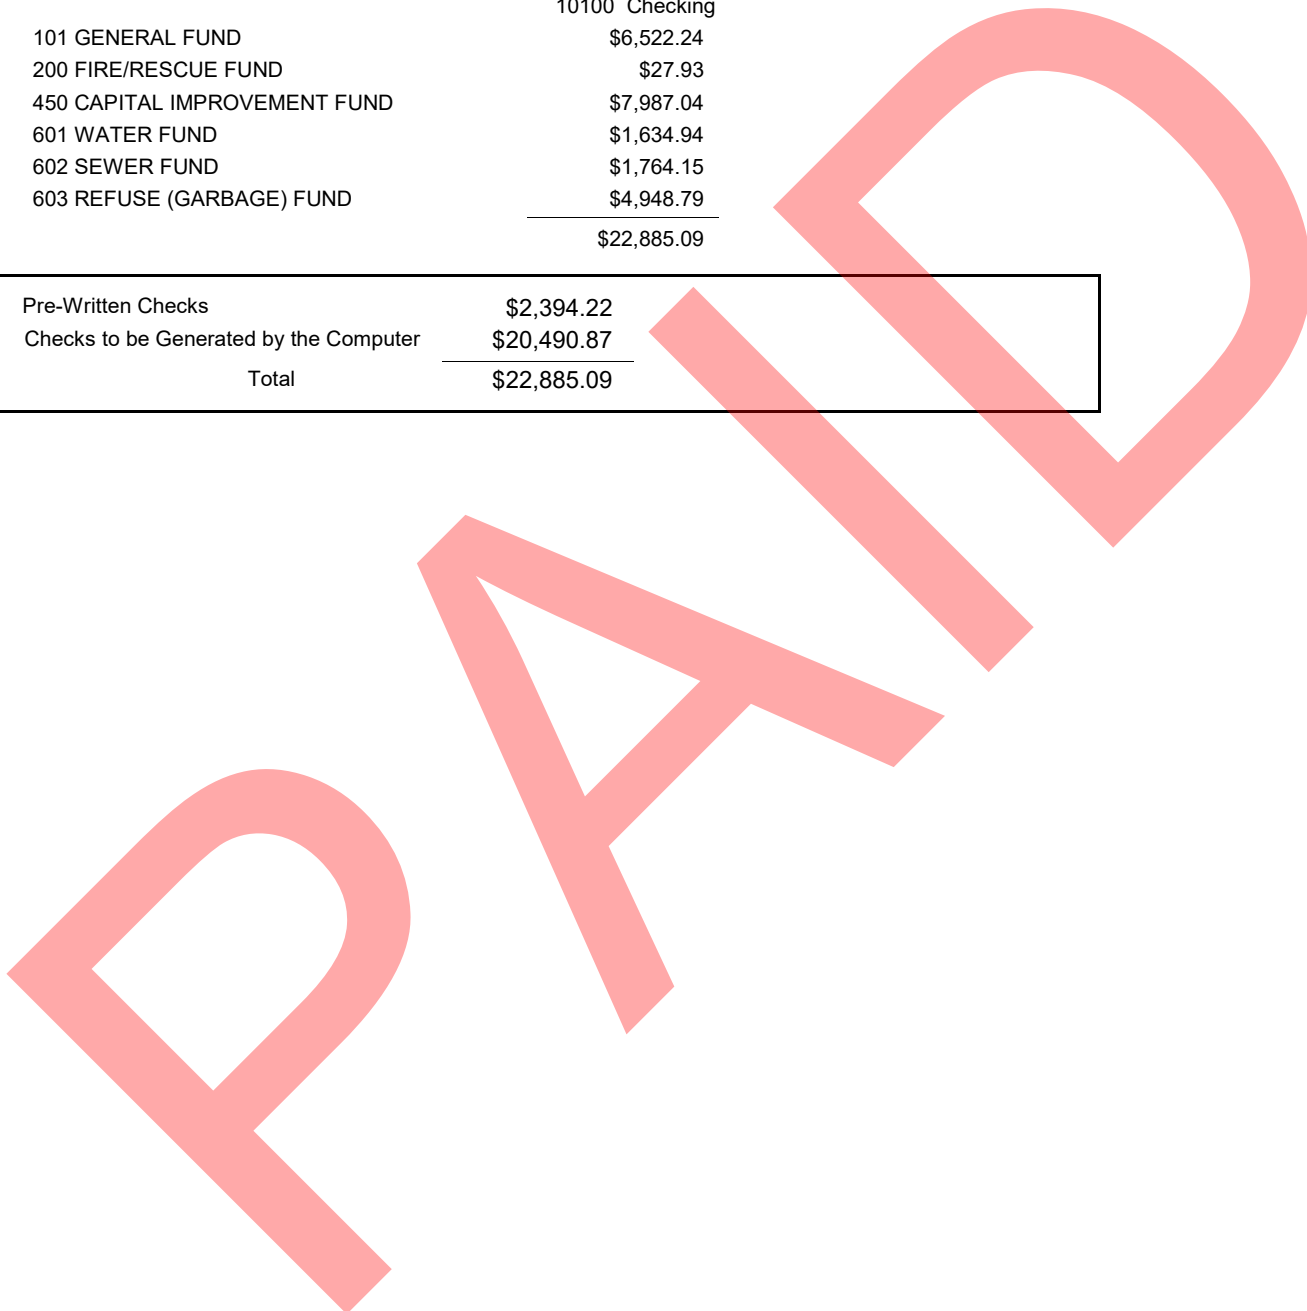 10100 Checking
101 GENERAL FUND $6,522.24
200 FIRE/RESCUE FUND $27.93
450 CAPITAL IMPROVEMENT FUND $7,987.04
601 WATER FUND $1,634.94
602 SEWER FUND $1,764.15
603 REFUSE (GARBAGE) FUND $4,948.79
$22,885.09
Pre-Written Checks $2,394.22
Checks to be Generated by the Computer $20,490.87
Total $22,885.09
PAID